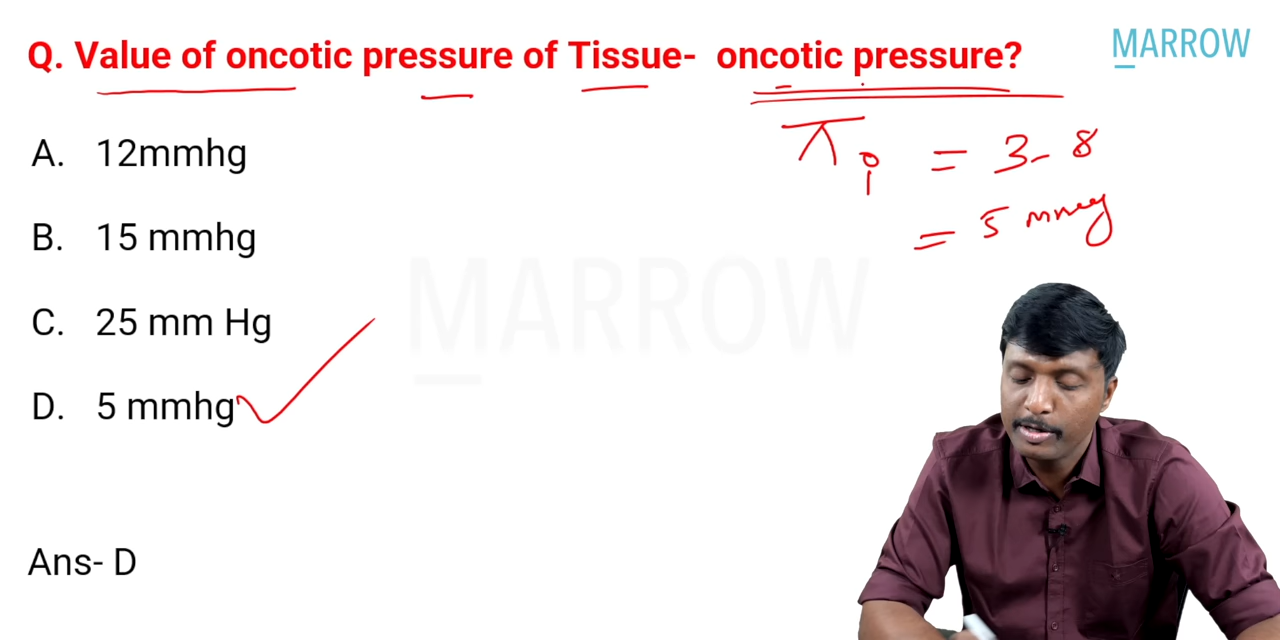 Q. Value of oncotic pressure of Tissue- oncotic pressure?
MARROW
πi = 3-8
= 5 mmHg
A. 12mmhg
B. 15 mmhg
C. 25 mm Hg
D. 5 mmhg
MARROW
Ans- D